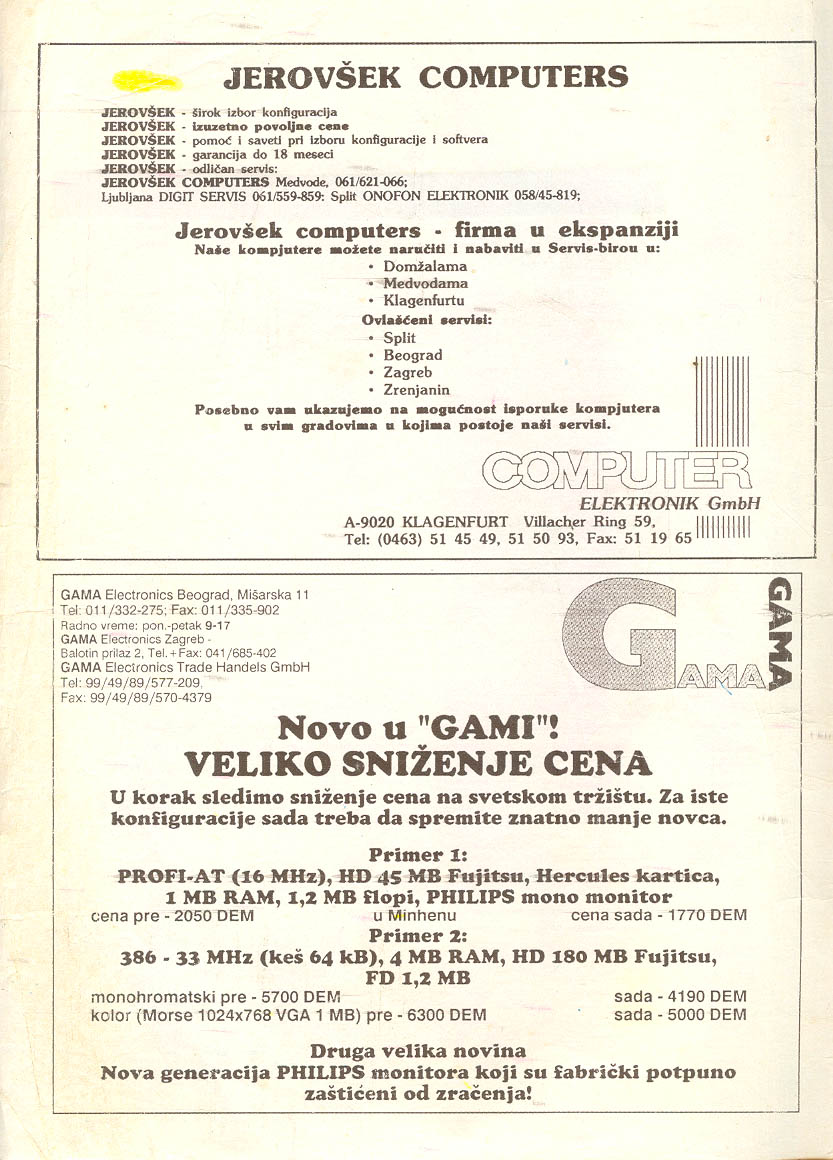 JEROVŠEK COMPUTERS
JEROVŠEK - širok izbor konfiguracija
JEROVŠEK - izuzetno povoljne cene
JEROVŠEK - pomoć i saveti pri izboru konfiguracije i softvera
JEROVŠEK - garancija do 18 meseci
JEROVŠEK - odličan servis:
JEROVŠEK COMPUTERS Medvode, 061/621-066;
Ljubljana DIGIT SERVIS 061/559-859; Split ONOFON ELEKTRONIK 058/45-819;
Jerovšek computers - firma u ekspanziji
Naše kompjutere možete naručiti i nabaviti u Servis-birou u:
• Domžalama
• Medvodama
• Klagenfurtu
Ovlašćeni servisi:
• Split
• Beograd
• Zagreb
• Zrenjanin
Posebno vam ukazujemo na mogućnost isporuke kompjutera
u svim gradovima u kojima postoje naši servisi.
COMPUTER
ELEKTRONIK GmbH
A-9020 KLAGENFURT Villacher Ring 59,
Tel: (0463) 51 45 49, 51 50 93, Fax: 51 19 65
GAMA Electronics Beograd, Mišarska 11
Tel: 011/332-275; Fax: 011/335-902
Radno vreme: pon.-petak 9-17
GAMA Electronics Zagreb -
Balotin prilaz 2, Tel.+Fax: 041/685-402
GAMA Electronics Trade Handels GmbH
Tel: 99/49/89/577-209,
Fax: 99/49/89/570-4379
GAMA
GAMA
Novo u "GAMI"!
VELIKO SNIŽENJE CENA
U korak sledimo sniženje cena na svetskom tržištu. Za iste
konfiguracije sada treba da spremite znatno manje novca.
Primer 1:
PROFI-AT (16 MHz), HD 45 MB Fujitsu, Hercules kartica,
1 MB RAM, 1,2 MB flopi, PHILIPS mono monitor
cena pre - 2050 DEM u Minhenu cena sada - 1770 DEM
Primer 2:
386 - 33 MHz (keš 64 kB), 4 MB RAM, HD 180 MB Fujitsu,
FD 1,2 MB
monohromatski pre - 5700 DEM sada - 4190 DEM
kolor (Morse 1024x768 VGA 1 MB) pre - 6300 DEM sada - 5000 DEM
Druga velika novina
Nova generacija PHILIPS monitora koji su fabrički potpuno
zaštićeni od zračenja!